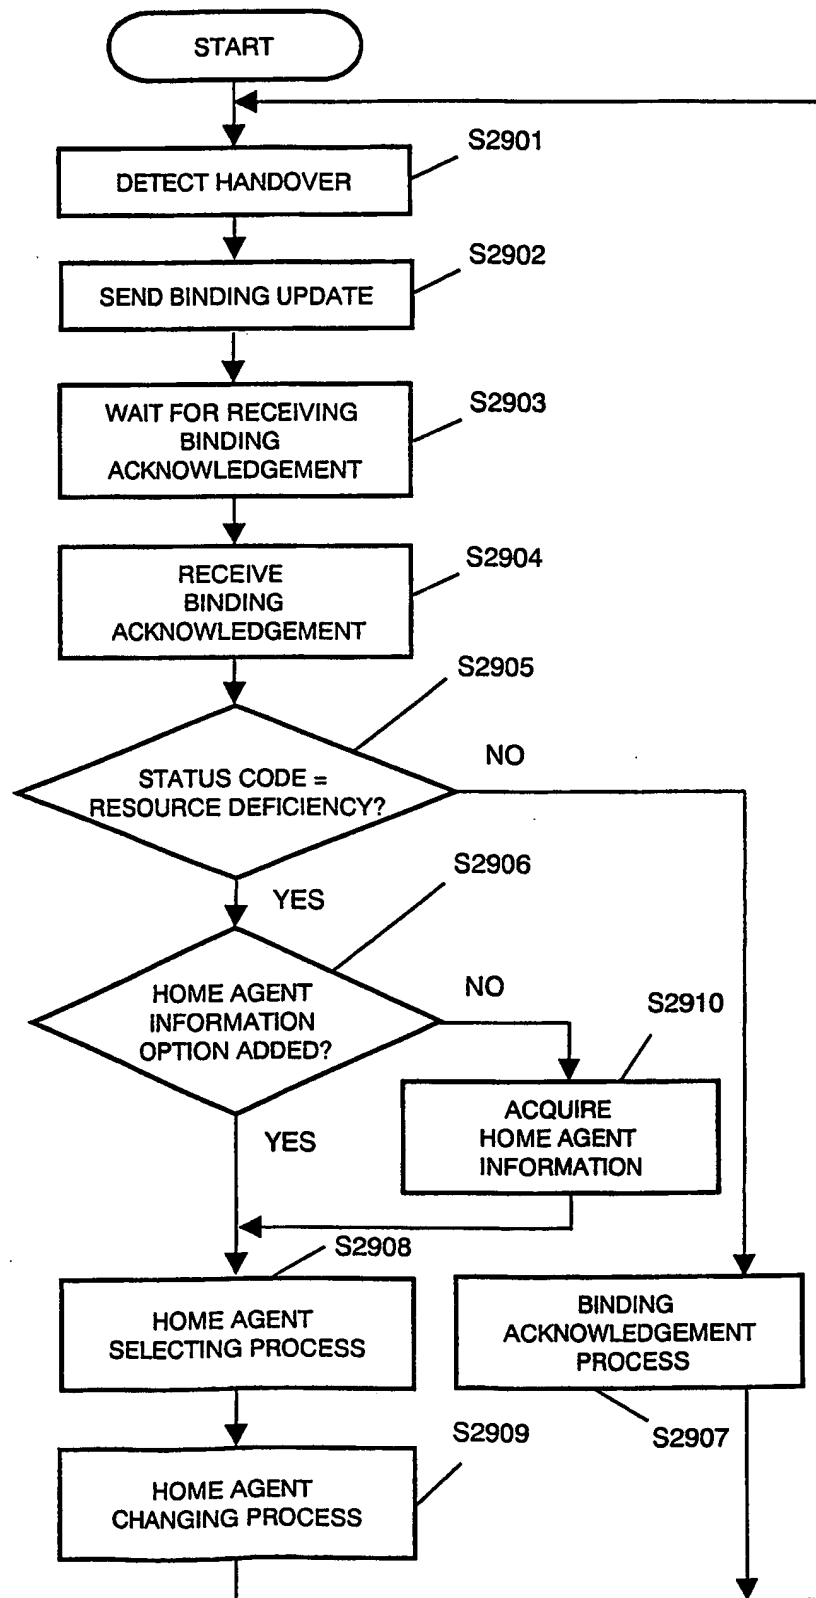 START
S2901
DETECT HANDOVER
S2902
SEND BINDING UPDATE
S2903
WAIT FOR RECEIVING
BINDING
ACKNOWLEDGEMENT
S2904
RECEIVE
BINDING
ACKNOWLEDGEMENT
S2905
STATUS CODE =
RESOURCE DEFICIENCY?
NO
YES
S2906
HOME AGENT
INFORMATION
OPTION ADDED?
NO
S2910
ACQUIRE
HOME AGENT
INFORMATION
YES
S2908
HOME AGENT
SELECTING PROCESS
BINDING
ACKNOWLEDGEMENT
PROCESS
S2907
S2909
HOME AGENT
CHANGING PROCESS